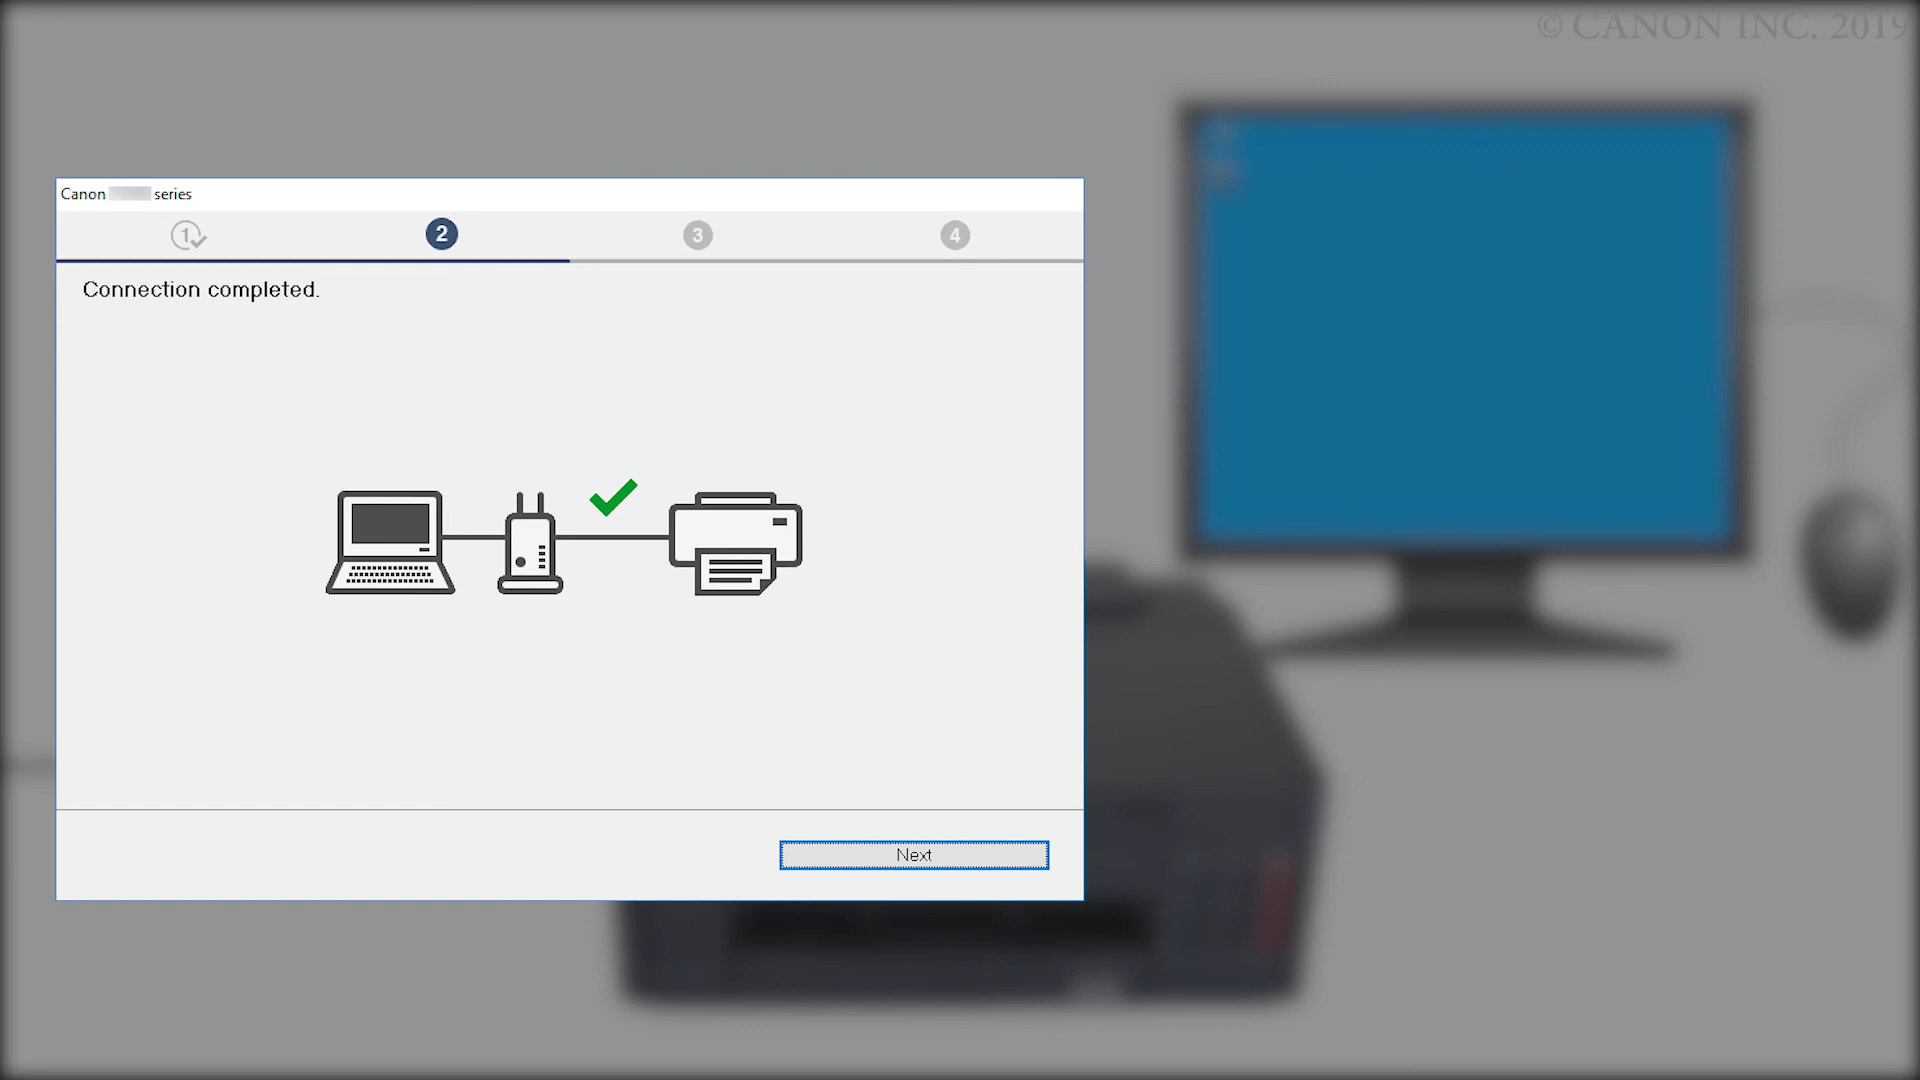 © CANON INC. 2019
Canon series
1 2 3 4
Connection completed.
Next